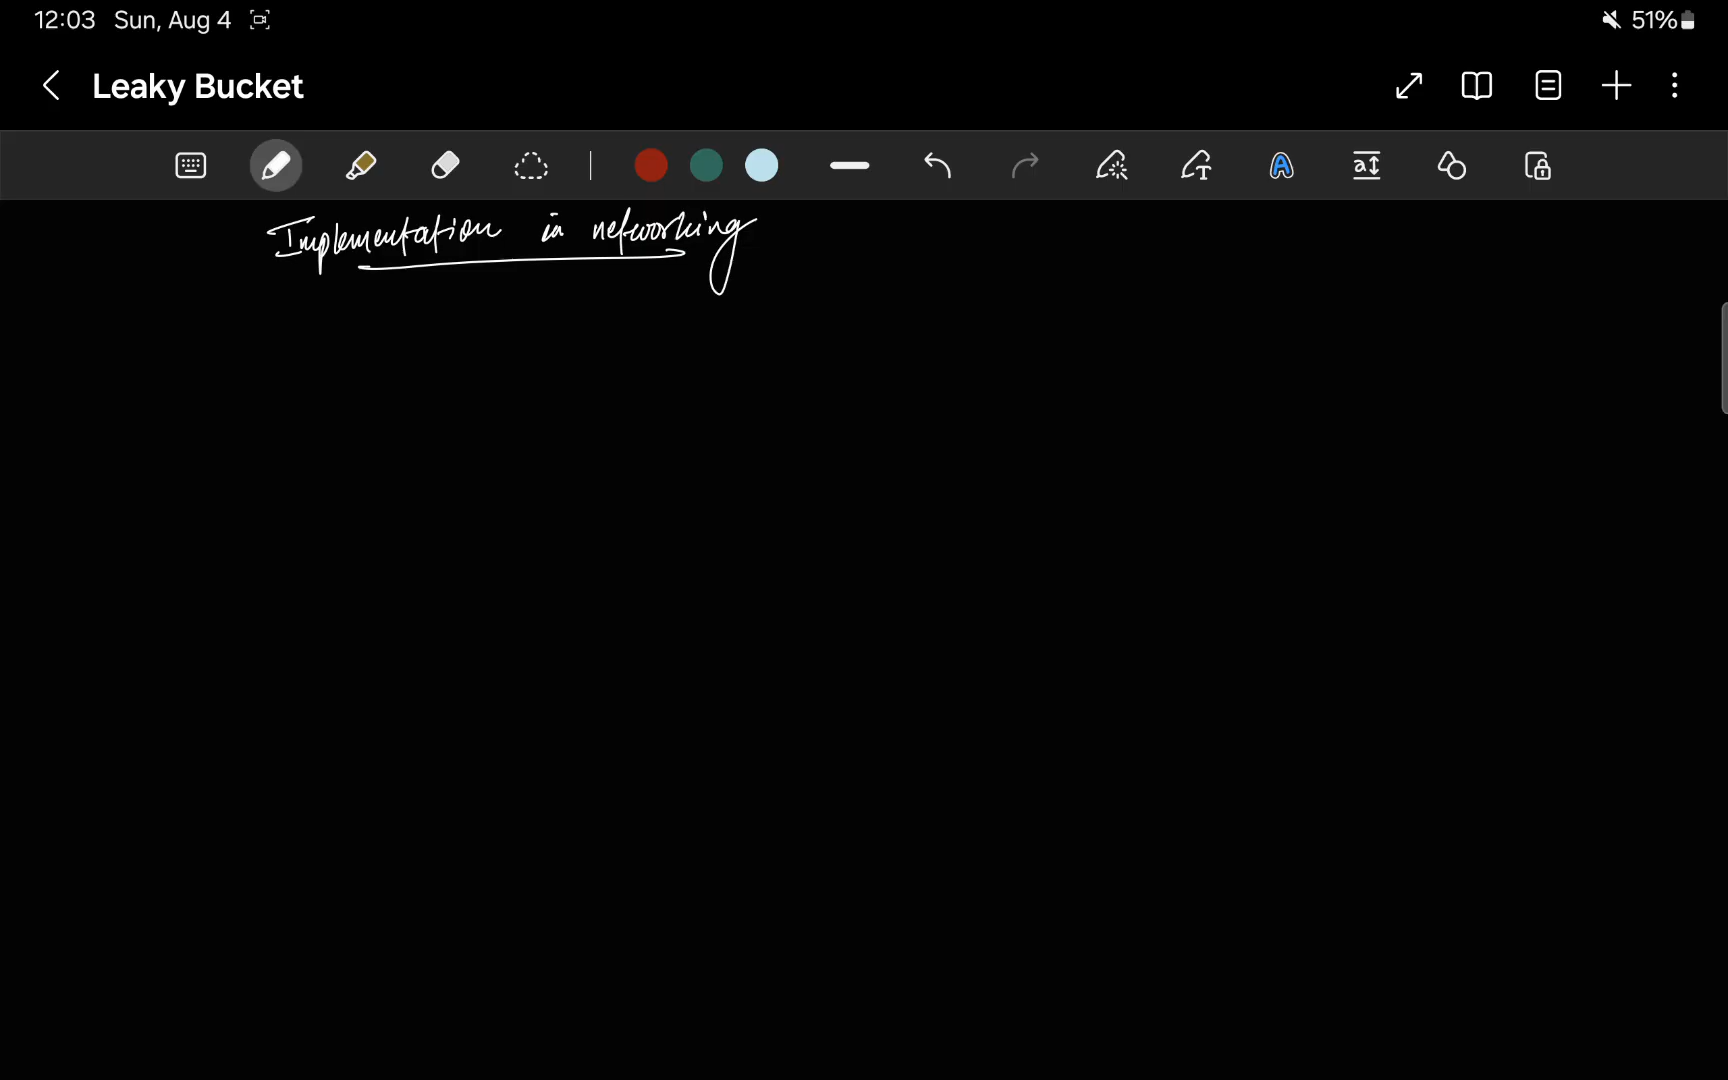 12:03 Sun, Aug 4 51%
Leaky Bucket
A a T
Implementation in networking